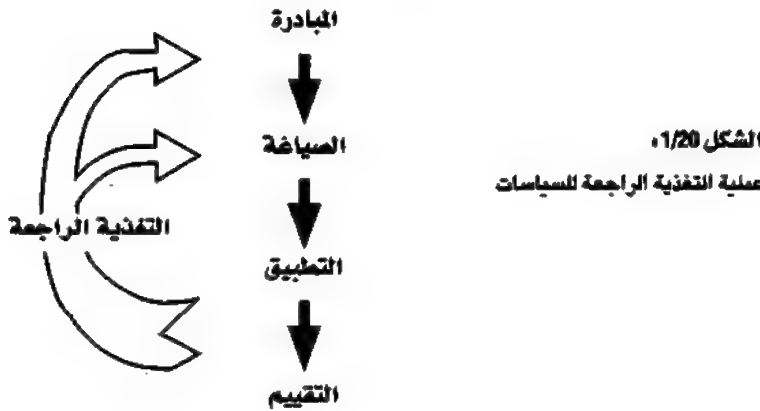 المبادرة
الصياغة
التطبيق
التقييم
التغذية الراجعة
الشكل 1/20،
عملية التغذية الراجعة للسياسات